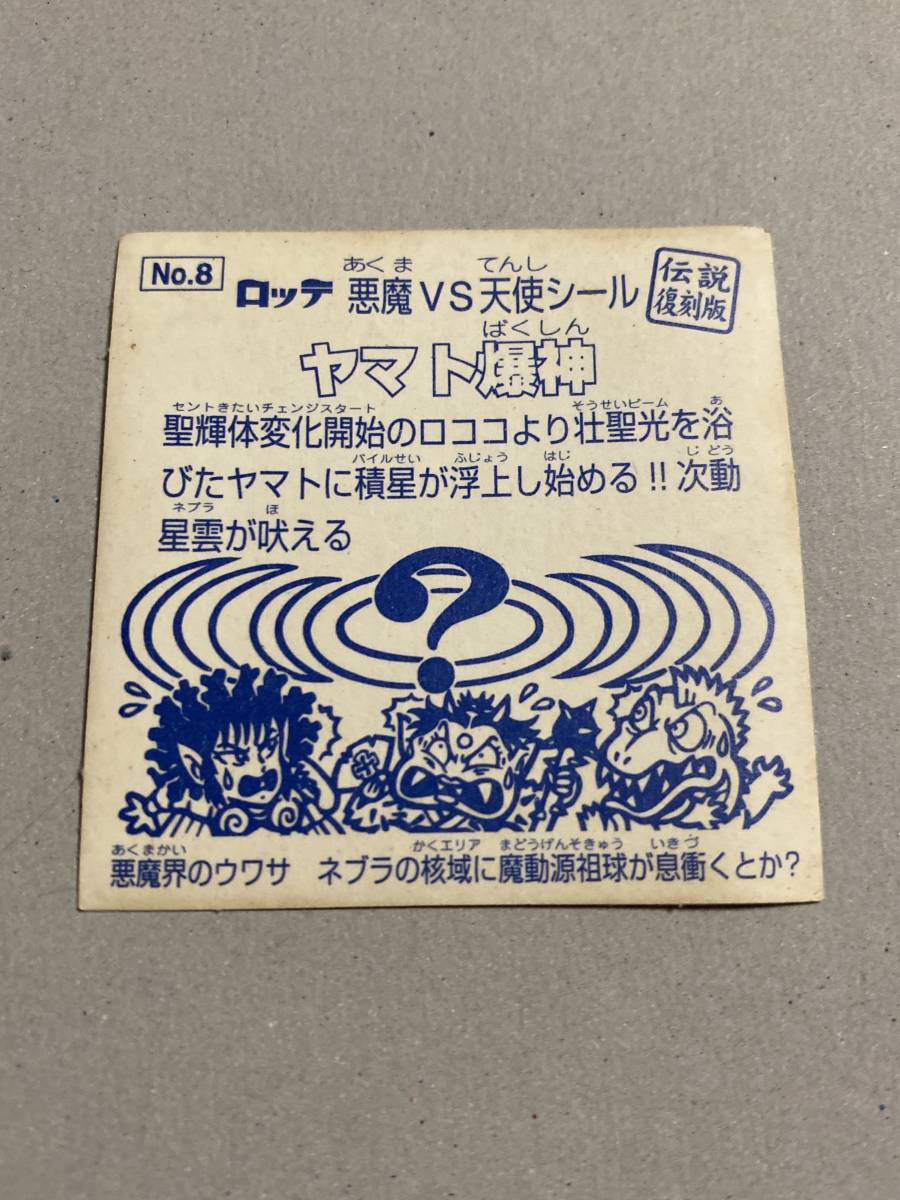 No.8
ロッテ 悪魔VS天使シール
あくま てんし
伝説
復刻版
ヤマト爆神
ばくしん
セントきたいチェンジスタート そうせいビーム あ
聖輝体変化開始のロココより壮聖光を浴
パイルせい ふじょう はじ じどう
びたヤマトに積星が浮上し始める!!次動
ネブラ ほ
星雲が吠える
?
あくまかい かくエリア まどうげんそきゅう いきづ
悪魔界のウワサ ネブラの核域に魔動源祖球が息衝くとか?